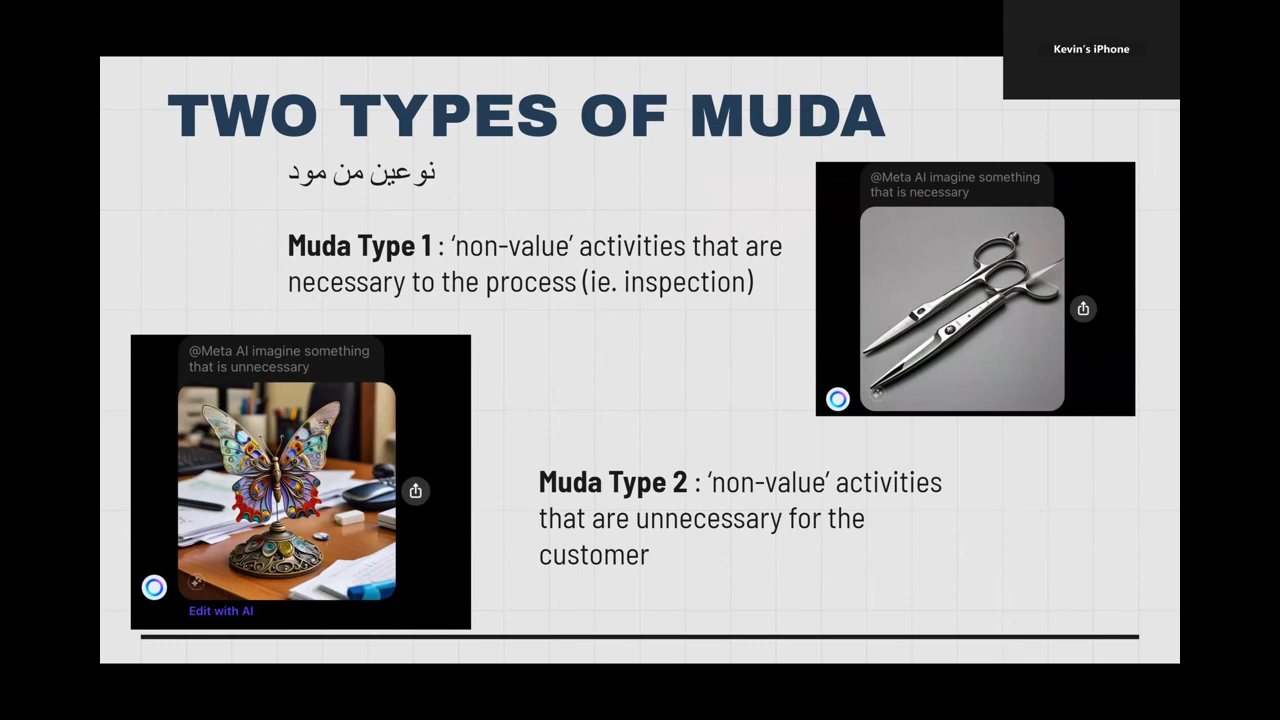 Kevin's iPhone
TWO TYPES OF MUDA
نوعين من مود
@Meta AI imagine something
that is necessary
Muda Type 1 : ‘non-value’ activities that are
necessary to the process (ie. inspection)
@Meta AI imagine something
that is unnecessary
Edit with AI
Muda Type 2 : ‘non-value’ activities
that are unnecessary for the
customer